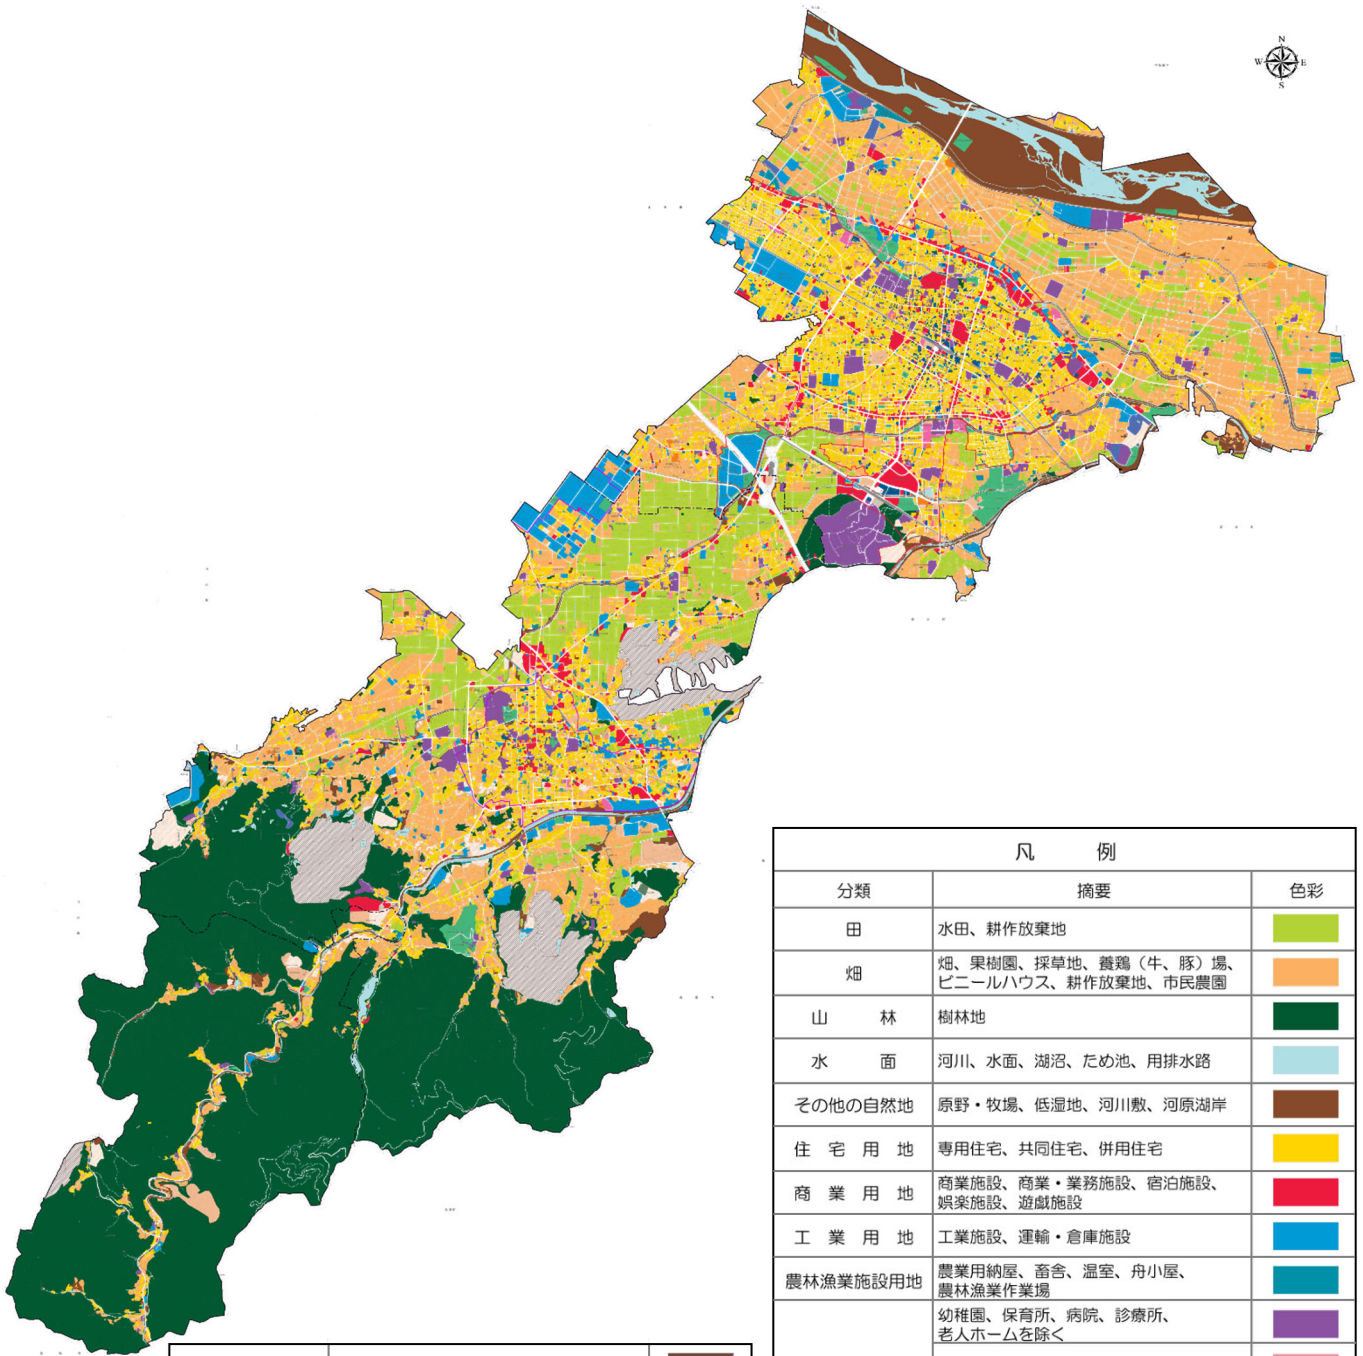 N
W E
S
凡 例
分類 摘要 色彩
田 水田、耕作放棄地
畑 畑、果樹園、採草地、養鶏（牛、豚）場、
ビニールハウス、耕作放棄地、市民農園
山 林 樹林地
水 面 河川、水面、湖沼、ため池、用排水路
その他の自然地 原野・牧場、低湿地、河川敷、河原湖岸
住 宅 用 地 専用住宅、共同住宅、併用住宅
商 業 用 地 商業施設、商業・業務施設、宿泊施設、
娯楽施設、遊戯施設
工 業 用 地 工業施設、運輸・倉庫施設
農林漁業施設用地 農業用納屋、畜舎、温室、舟小屋、
農林漁業作業場
幼稚園、保育所、病院、診療所、
老人ホームを除く